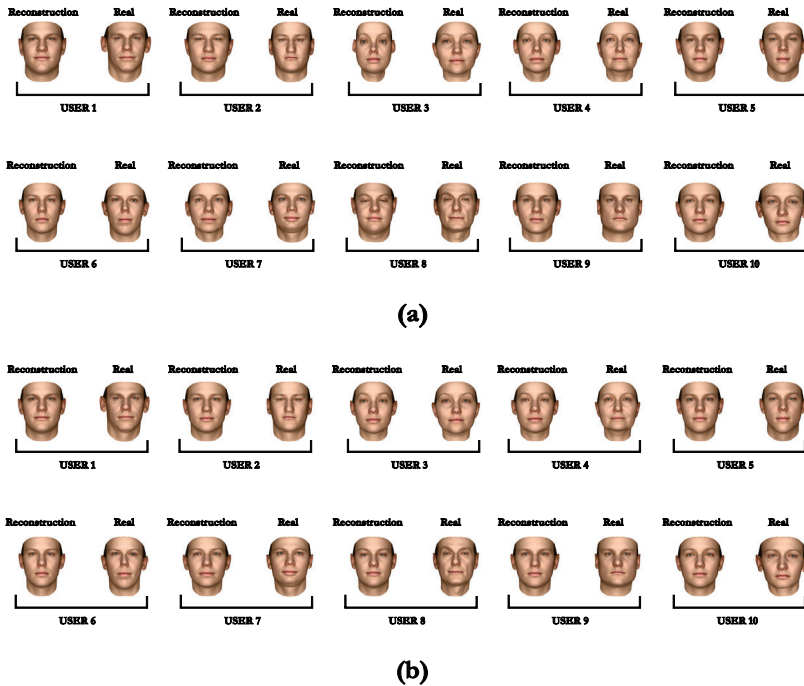 Reconstruction Real Reconstruction Real Reconstruction Real Reconstruction Real Reconstruction Real
USER 1 USER 2 USER 3 USER 4 USER 5
Reconstruction Real Reconstruction Real Reconstruction Real Reconstruction Real Reconstruction Real
USER 6 USER 7 USER 8 USER 9 USER 10
(a)
Reconstruction Real Reconstruction Real Reconstruction Real Reconstruction Real Reconstruction Real
USER 1 USER 2 USER 3 USER 4 USER 5
Reconstruction Real Reconstruction Real Reconstruction Real Reconstruction Real Reconstruction Real
USER 6 USER 7 USER 8 USER 9 USER 10
(b)